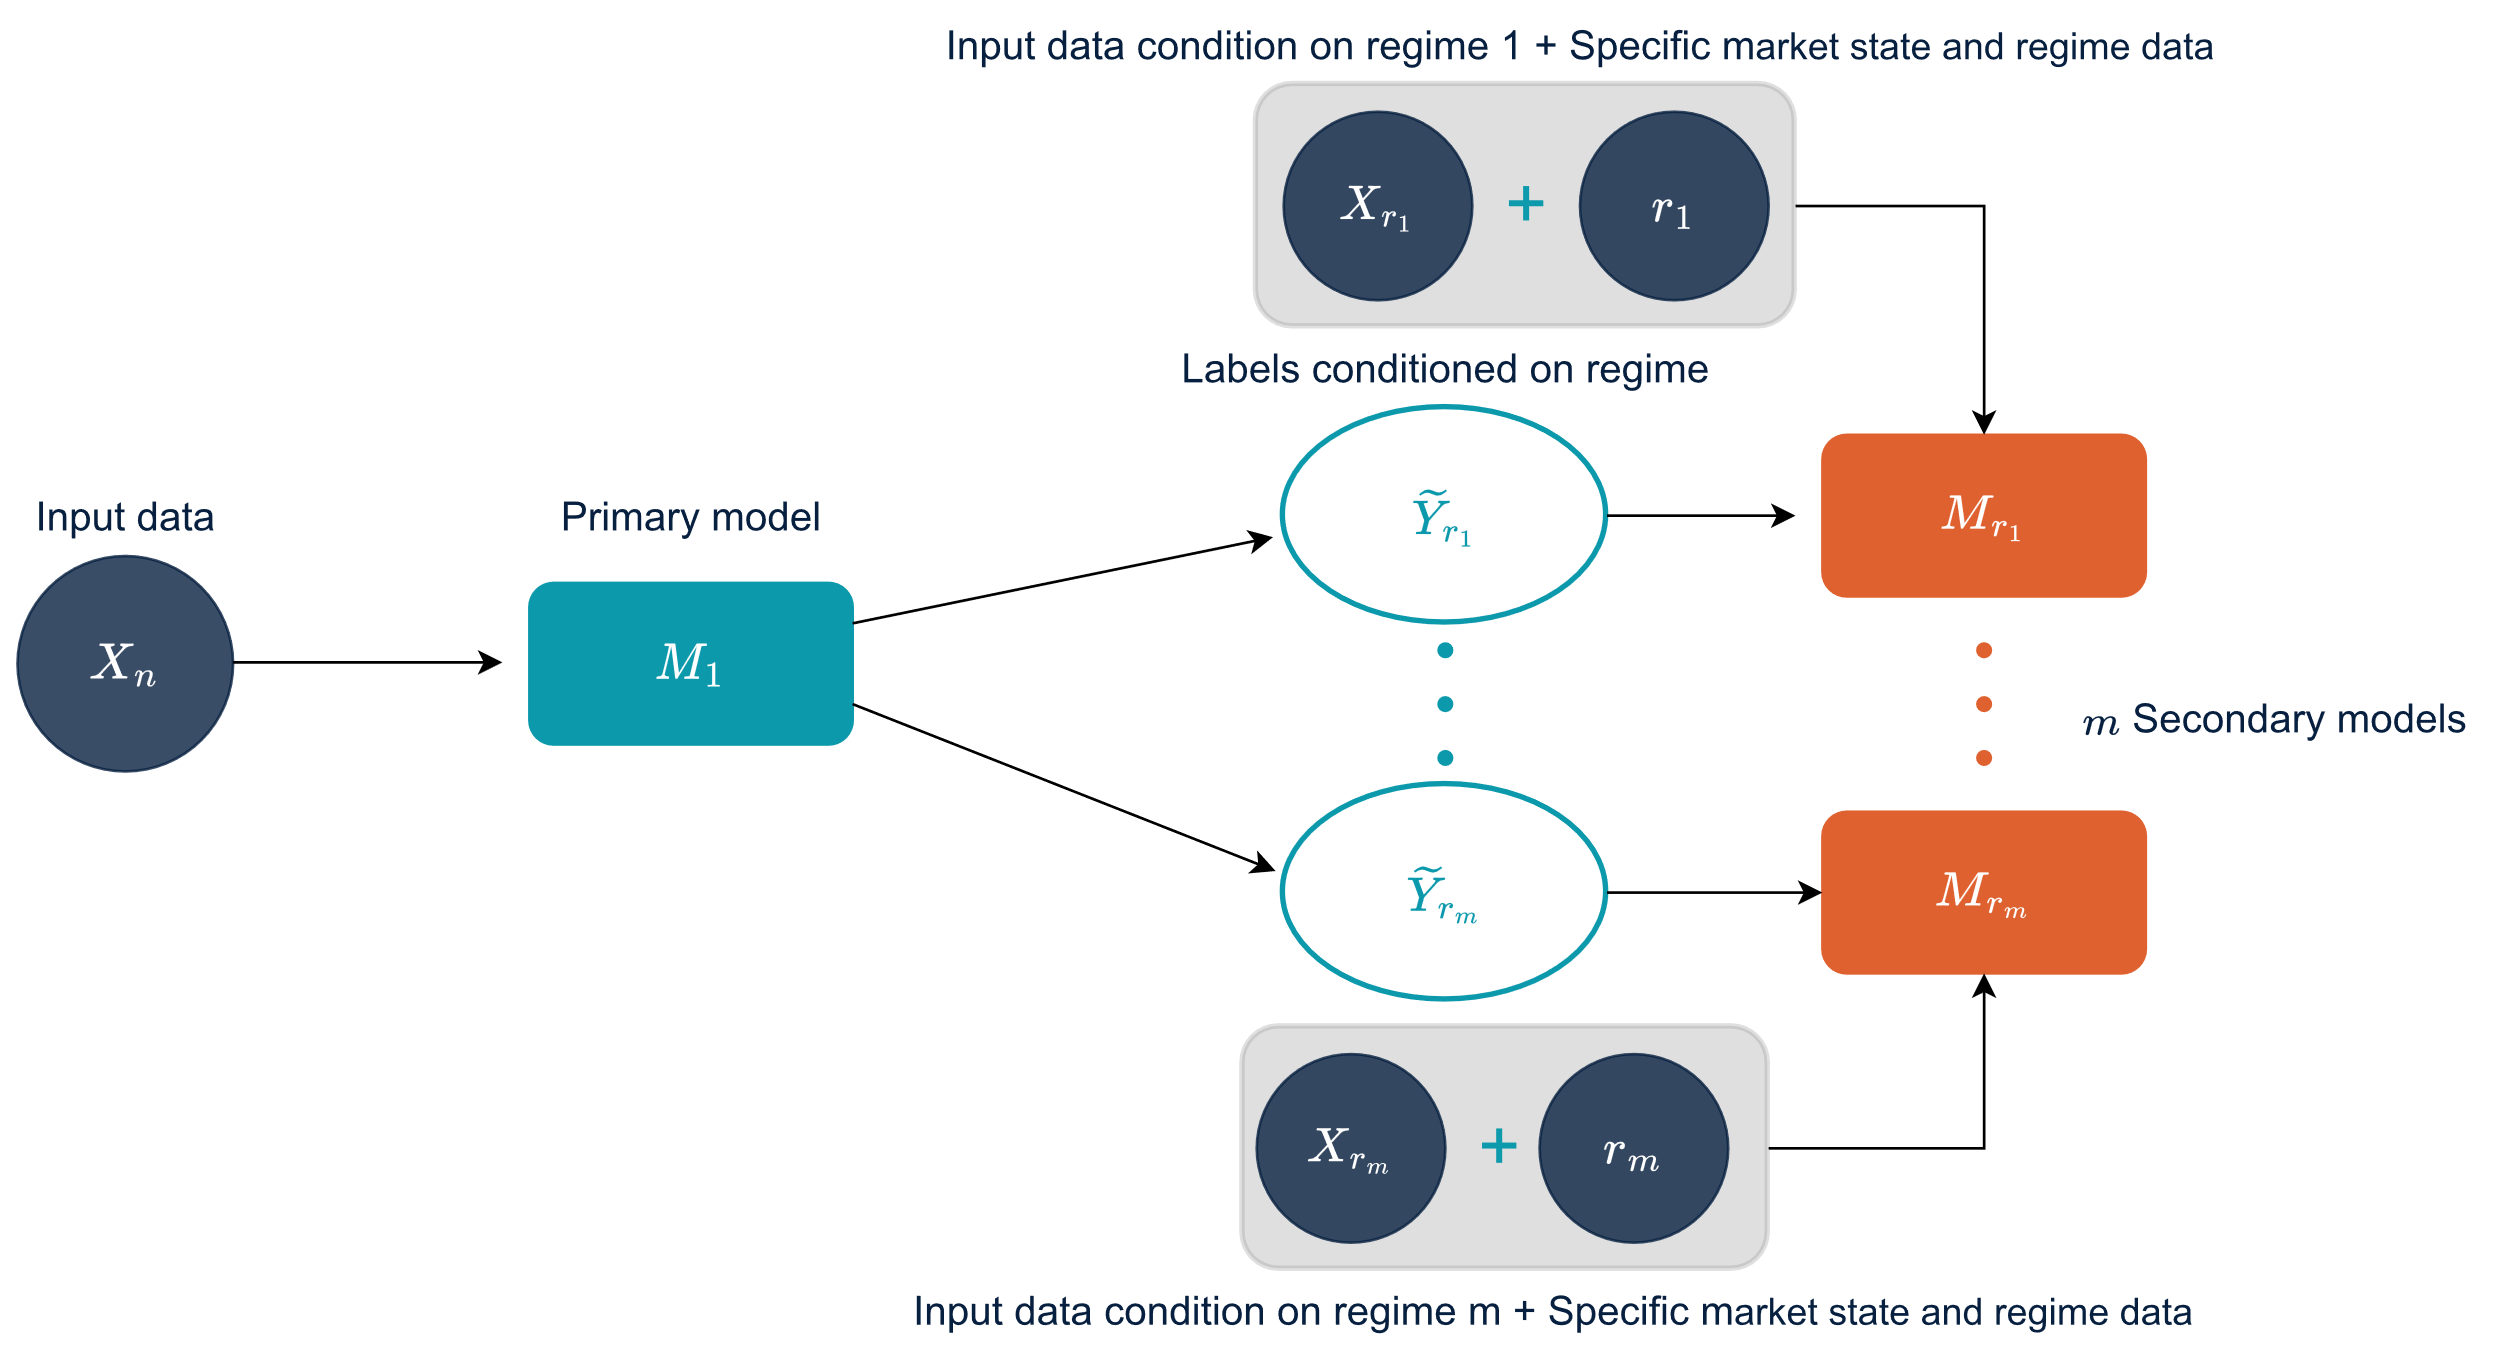 Input data condition on regime 1 + Specific market state and regime data
X_{r_1} + r_1
Labels conditioned on regime
Input data
Primary model
\tilde{Y}_{r_1}
M_{r_1}
X_n
M_1
m Secondary models
\tilde{Y}_{r_m}
M_{r_m}
X_{r_m} + r_m
Input data condition on regime m + Specific market state and regime data